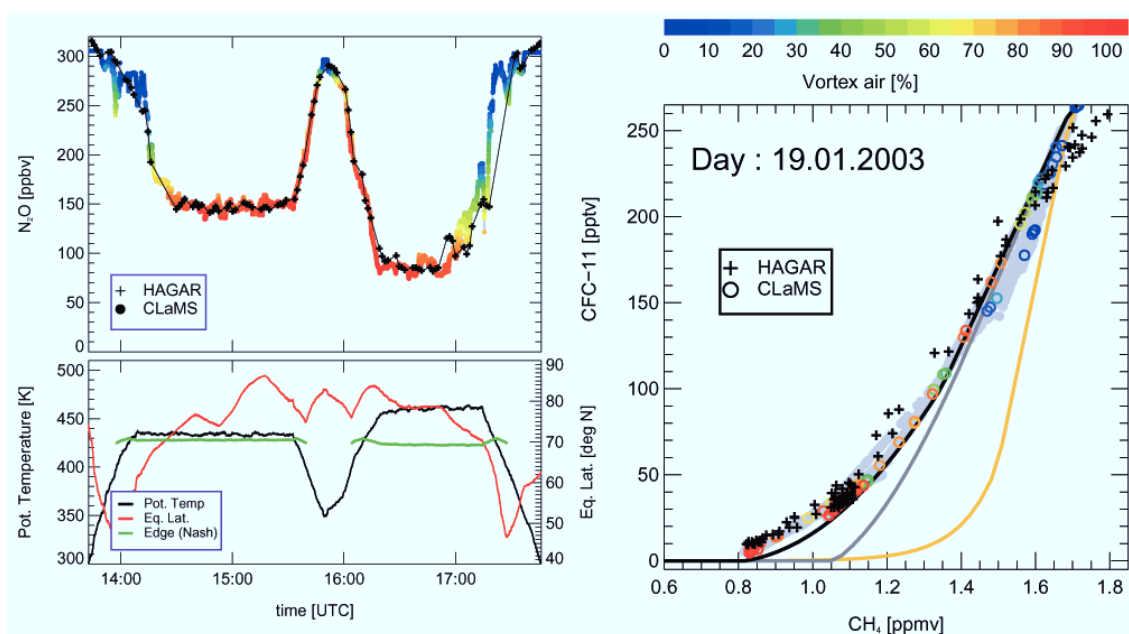 300
250
200
150
100
50
0
N₂O [ppbv]
HAGAR
CLaMS
450
400
350
300
Pot. Temperature [K]
90
80
70
60
50
40
Eq. Lat. [deg N]
Pot. Temp
Eq. Lat.
Edge (Nash)
14:00 15:00 16:00 17:00
time [UTC]
0 10 20 30 40 50 60 70 80 90 100
Vortex air [%]
250
200
150
100
50
0
CFC-11 [pptv]
Day : 19.01.2003
HAGAR
CLaMS
0.6 0.8 1.0 1.2 1.4 1.6 1.8
CH₄ [ppmv]